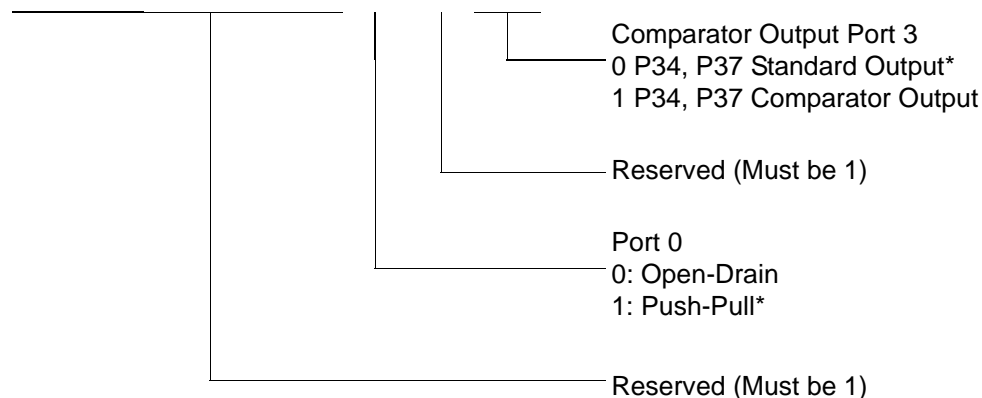 Comparator Output Port 3
0 P34, P37 Standard Output*
1 P34, P37 Comparator Output
Reserved (Must be 1)
Port 0
0: Open-Drain
1: Push-Pull*
Reserved (Must be 1)